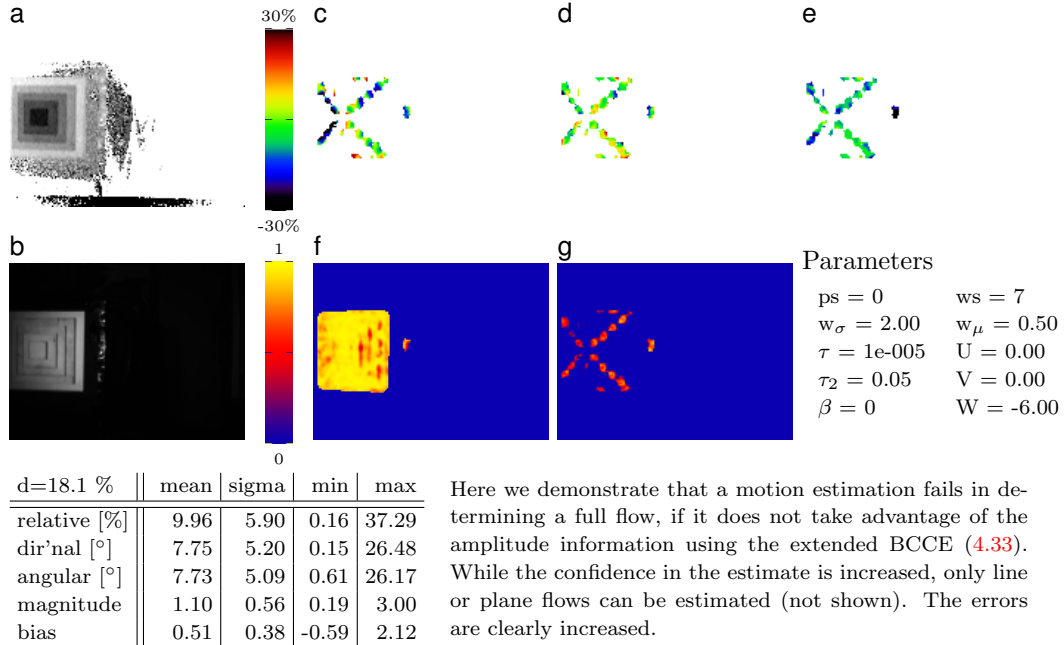 a
30%
c
d
e
-30%
b
1
f
g
0
Parameters
ps = 0 ws = 7
wσ = 2.00 wμ = 0.50
τ = 1e-005 U = 0.00
τ2 = 0.05 V = 0.00
β = 0 W = -6.00
d=18.1 % mean sigma min max
relative [%] 9.96 5.90 0.16 37.29
dir'nal [°] 7.75 5.20 0.15 26.48
angular [°] 7.73 5.09 0.61 26.17
magnitude 1.10 0.56 0.19 3.00
bias 0.51 0.38 -0.59 2.12
Here we demonstrate that a motion estimation fails in de-
termining a full flow, if it does not take advantage of the
amplitude information using the extended BCCE (4.33).
While the confidence in the estimate is increased, only line
or plane flows can be estimated (not shown). The errors
are clearly increased.